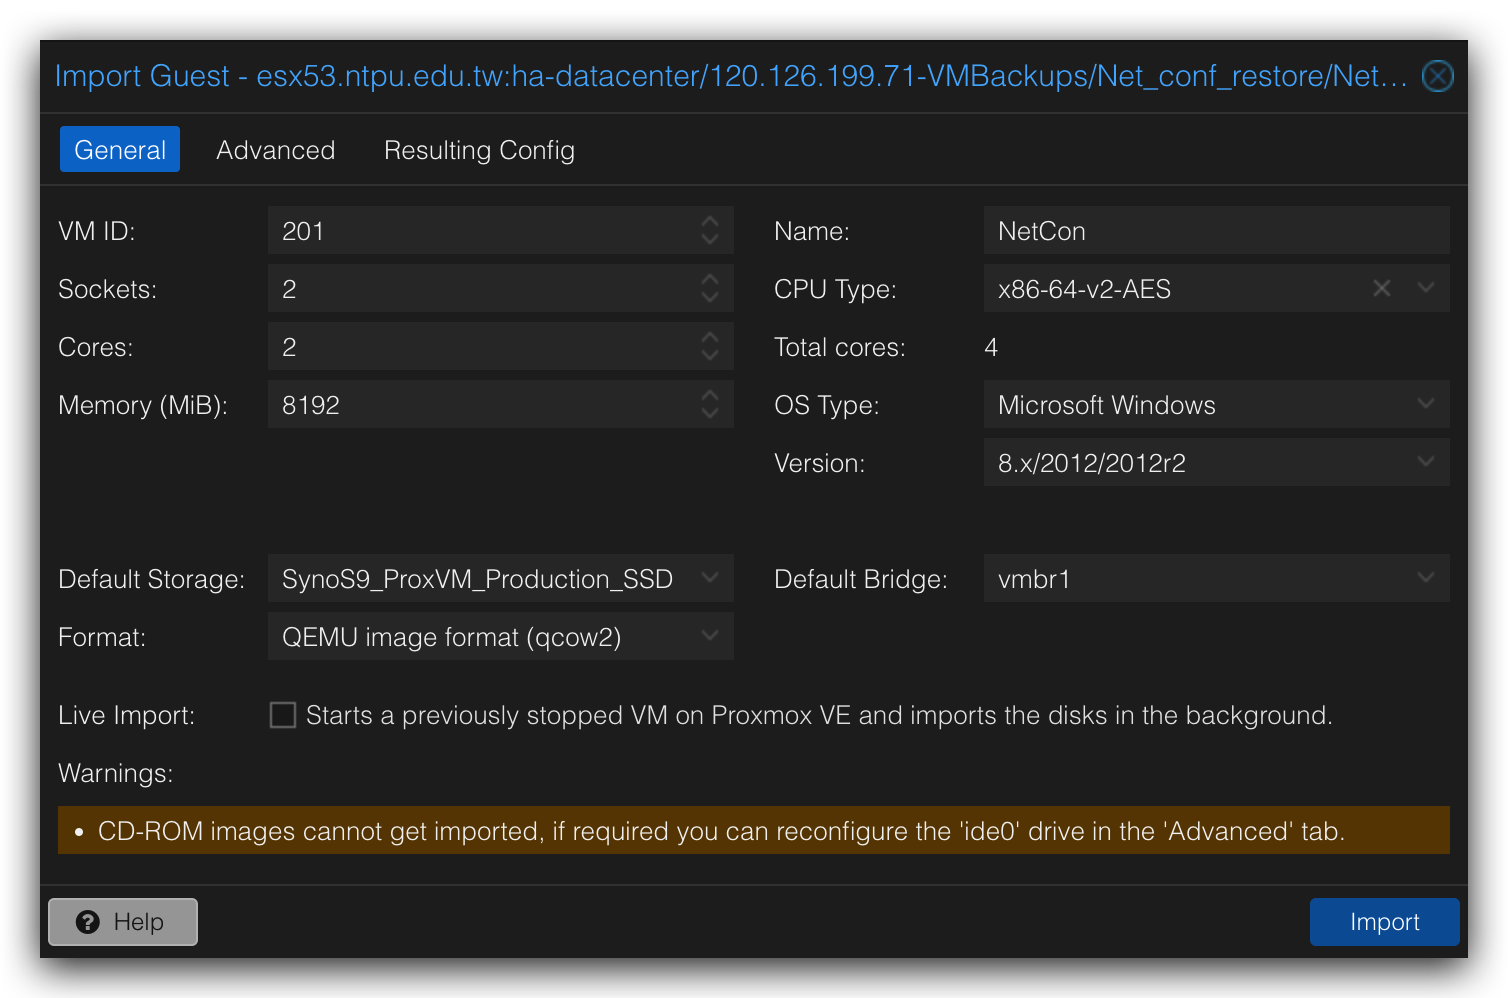 Import Guest - esx53.ntpu.edu.tw:ha-datacenter/120.126.199.71-VMBackups/Net_conf_restore/Net...
General Advanced Resulting Config
VM ID: 201 Name: NetCon
Sockets: 2 CPU Type: x86-64-v2-AES
Cores: 2 Total cores: 4
Memory (MiB): 8192 OS Type: Microsoft Windows
Version: 8.x/2012/2012r2
Default Storage: SynoS9_ProxVM_Production_SSD Default Bridge: vmbr1
Format: QEMU image format (qcow2)
Live Import: Starts a previously stopped VM on Proxmox VE and imports the disks in the background.
Warnings:
• CD-ROM images cannot get imported, if required you can reconfigure the 'ide0' drive in the 'Advanced' tab.
? Help Import